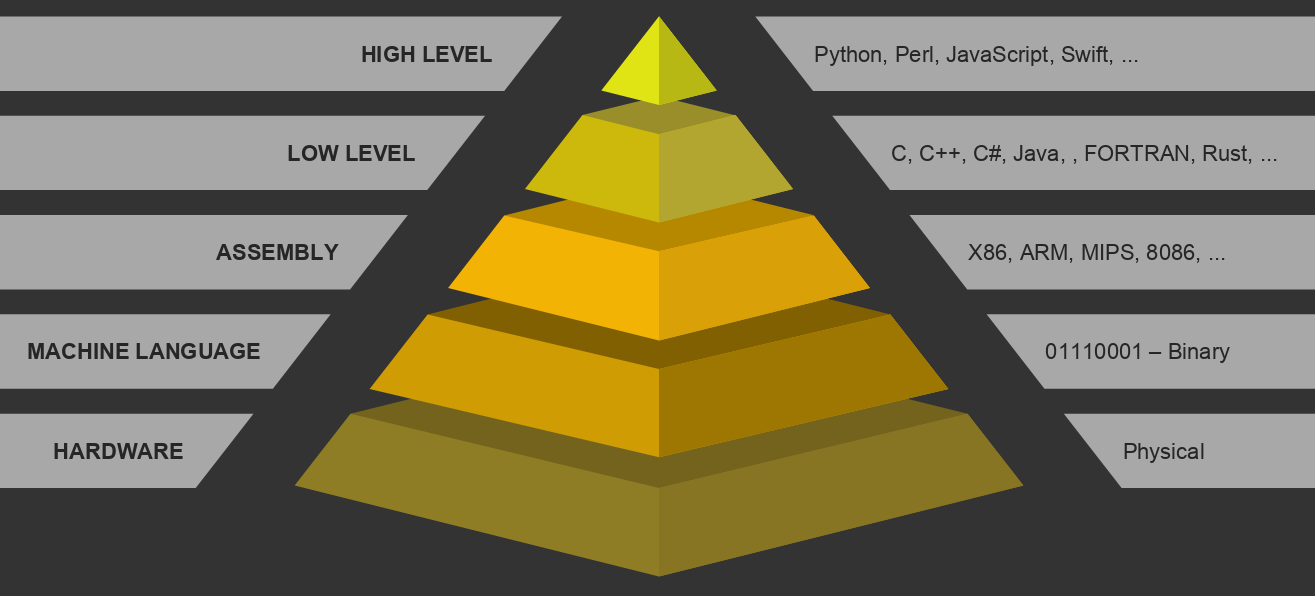 HIGH LEVEL
Python, Perl, JavaScript, Swift, ...
LOW LEVEL
C, C++, C#, Java, , FORTRAN, Rust, ...
ASSEMBLY
X86, ARM, MIPS, 8086, ...
MACHINE LANGUAGE
01110001 – Binary
HARDWARE
Physical